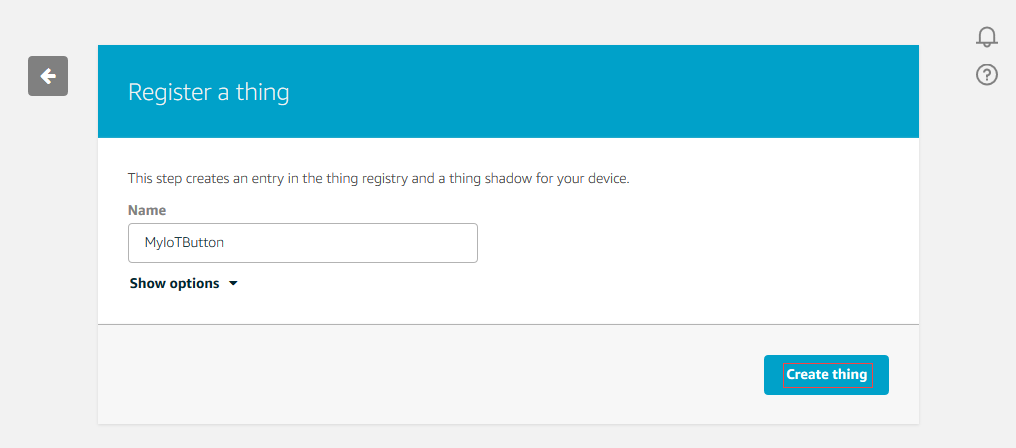 Register a thing
This step creates an entry in the thing registry and a thing shadow for your device.
Name
MyIoTButton
Show options
Create thing